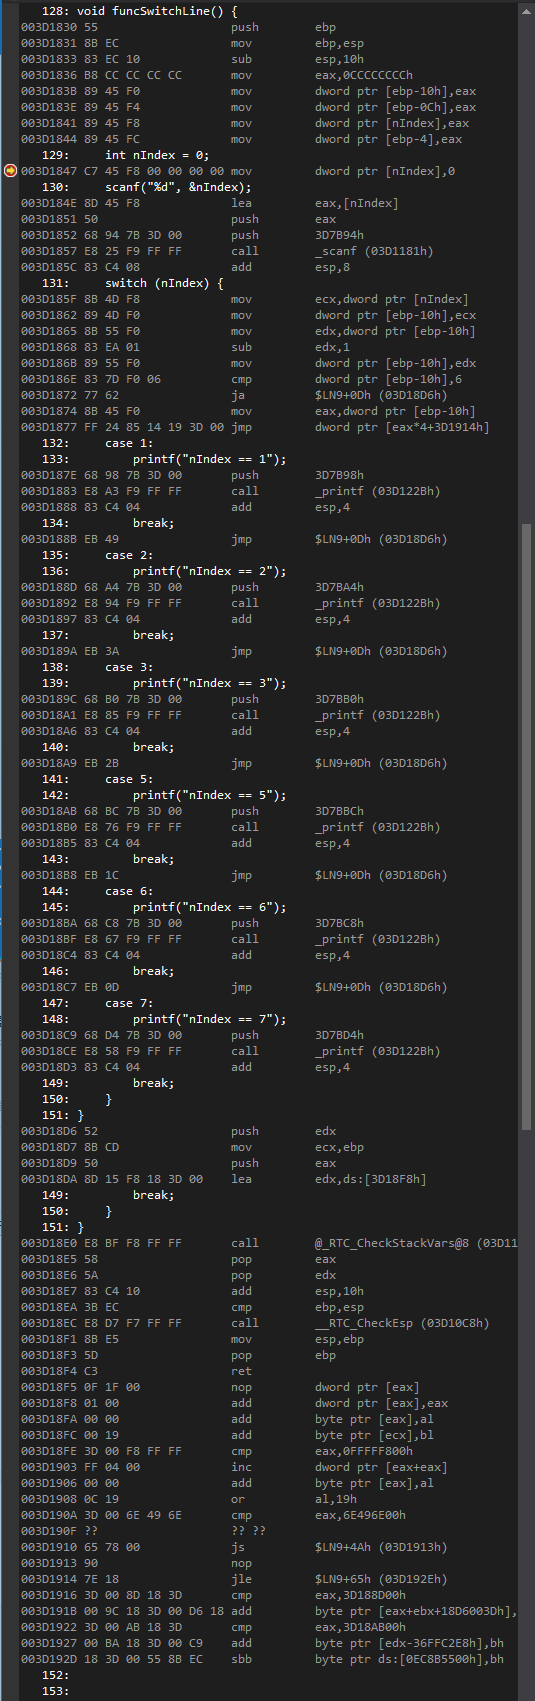 128: void funcSwitchLine() {
003D1830 55 push ebp
003D1831 8B EC mov ebp,esp
003D1833 83 EC 10 sub esp,10h
003D1836 B8 CC CC CC CC mov eax,0CCCCCCCCh
003D183B 89 45 F0 mov dword ptr [ebp-10h],eax
003D183E 89 45 F4 mov dword ptr [ebp-0Ch],eax
003D1841 89 45 F8 mov dword ptr [nIndex],eax
003D1844 89 45 FC mov dword ptr [ebp-4],eax
129: int nIndex = 0;
003D1847 C7 45 F8 00 00 00 00 mov dword ptr [nIndex],0
130: scanf("%d", &nIndex);
003D184E 8D 45 F8 lea eax,[nIndex]
003D1851 50 push eax
003D1852 68 94 7B 3D 00 push 3D7B94h
003D1857 E8 25 F9 FF FF call _scanf (03D1181h)
003D185C 83 C4 08 add esp,8
131: switch (nIndex) {
003D185F 8B 4D F8 mov ecx,dword ptr [nIndex]
003D1862 89 4D F0 mov dword ptr [ebp-10h],ecx
003D1865 8B 55 F0 mov edx,dword ptr [ebp-10h]
003D1868 83 EA 01 sub edx,1
003D186B 89 55 F0 mov dword ptr [ebp-10h],edx
003D186E 83 7D F0 06 cmp dword ptr [ebp-10h],6
003D1872 77 62 ja $LN9+0Dh (03D18D6h)
003D1874 8B 45 F0 mov eax,dword ptr [ebp-10h]
003D1877 FF 24 85 14 19 3D 00 jmp dword ptr [eax*4+3D1914h]
132: case 1:
133: printf("nIndex == 1");
003D187E 68 98 7B 3D 00 push 3D7B98h
003D1883 E8 A3 F9 FF FF call _printf (03D122Bh)
003D1888 83 C4 04 add esp,4
134: break;
003D188B EB 49 jmp $LN9+0Dh (03D18D6h)
135: case 2:
136: printf("nIndex == 2");
003D188D 68 A4 7B 3D 00 push 3D7BA4h
003D1892 E8 94 F9 FF FF call _printf (03D122Bh)
003D1897 83 C4 04 add esp,4
137: break;
003D189A EB 3A jmp $LN9+0Dh (03D18D6h)
138: case 3:
139: printf("nIndex == 3");
003D189C 68 B0 7B 3D 00 push 3D7BB0h
003D18A1 E8 85 F9 FF FF call _printf (03D122Bh)
003D18A6 83 C4 04 add esp,4
140: break;
003D18A9 EB 2B jmp $LN9+0Dh (03D18D6h)
141: case 5:
142: printf("nIndex == 5");
003D18AB 68 BC 7B 3D 00 push 3D7BBCh
003D18B0 E8 76 F9 FF FF call _printf (03D122Bh)
003D18B5 83 C4 04 add esp,4
143: break;
003D18B8 EB 1C jmp $LN9+0Dh (03D18D6h)
144: case 6:
145: printf("nIndex == 6");
003D18BA 68 C8 7B 3D 00 push 3D7BC8h
003D18BF E8 67 F9 FF FF call _printf (03D122Bh)
003D18C4 83 C4 04 add esp,4
146: break;
003D18C7 EB 0D jmp $LN9+0Dh (03D18D6h)
147: case 7:
148: printf("nIndex == 7");
003D18C9 68 D4 7B 3D 00 push 3D7BD4h
003D18CE E8 58 F9 FF FF call _printf (03D122Bh)
003D18D3 83 C4 04 add esp,4
149: break;
150: }
151: }
003D18D6 52 push edx
003D18D7 8B CD mov ecx,ebp
003D18D9 50 push eax
003D18DA 8D 15 F8 18 3D 00 lea edx,ds:[3D18F8h]
149: break;
150: }
151: }
003D18E0 E8 BF F8 FF FF call @_RTC_CheckStackVars@8 (03D11
003D18E5 58 pop eax
003D18E6 5A pop edx
003D18E7 83 C4 10 add esp,10h
003D18EA 3B EC cmp ebp,esp
003D18EC E8 D7 F7 FF FF call __RTC_CheckEsp (03D10C8h)
003D18F1 8B E5 mov esp,ebp
003D18F3 5D pop ebp
003D18F4 C3 ret
003D18F5 0F 1F 00 nop dword ptr [eax]
003D18F8 01 00 add dword ptr [eax],eax
003D18FA 00 00 add byte ptr [eax],al
003D18FC 00 19 add byte ptr [ecx],bl
003D18FE 3D 00 F8 FF FF cmp eax,0FFFFF800h
003D1903 FF 04 00 inc dword ptr [eax+eax]
003D1906 00 00 add byte ptr [eax],al
003D1908 0C 19 or al,19h
003D190A 3D 00 6E 49 6E cmp eax,6E496E00h
003D190F ?? ?? ??
003D1910 65 78 00 js $LN9+4Ah (03D1913h)
003D1913 90 nop
003D1914 7E 18 jle $LN9+65h (03D192Eh)
003D1916 3D 00 8D 18 3D cmp eax,3D188D00h
003D191B 00 9C 18 3D 00 D6 18 add byte ptr [eax+ebx+18D6003Dh],
003D1922 3D 00 AB 18 3D cmp eax,3D18AB00h
003D1927 00 BA 18 3D 00 C9 add byte ptr [edx-36FFC2E8h],bh
003D192D 18 3D 00 55 8B EC sbb byte ptr ds:[0EC8B5500h],bh
152:
153: